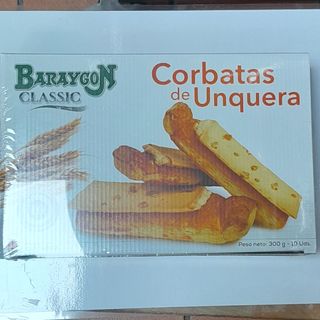 BARAYGON
CLASSIC
Corbatas
de Unquera
Peso neto: 300 g - 10 Uds.